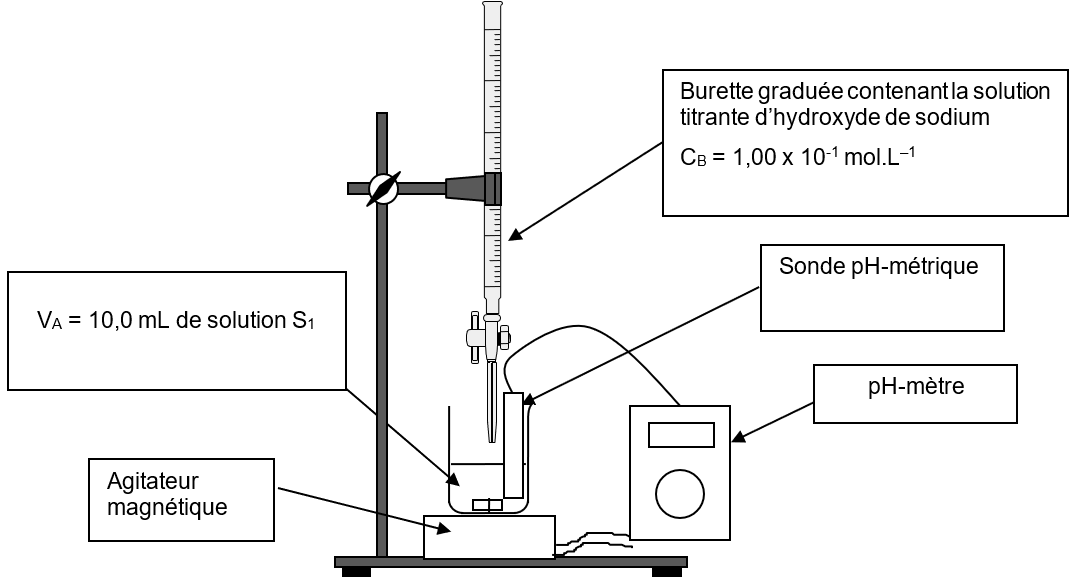 Burette graduée contenant la solution
titrante d’hydroxyde de sodium
C_B = 1,00 x 10⁻¹ mol.L⁻¹
Sonde pH-métrique
V_A = 10,0 mL de solution S₁
pH-mètre
Agitateur
magnétique